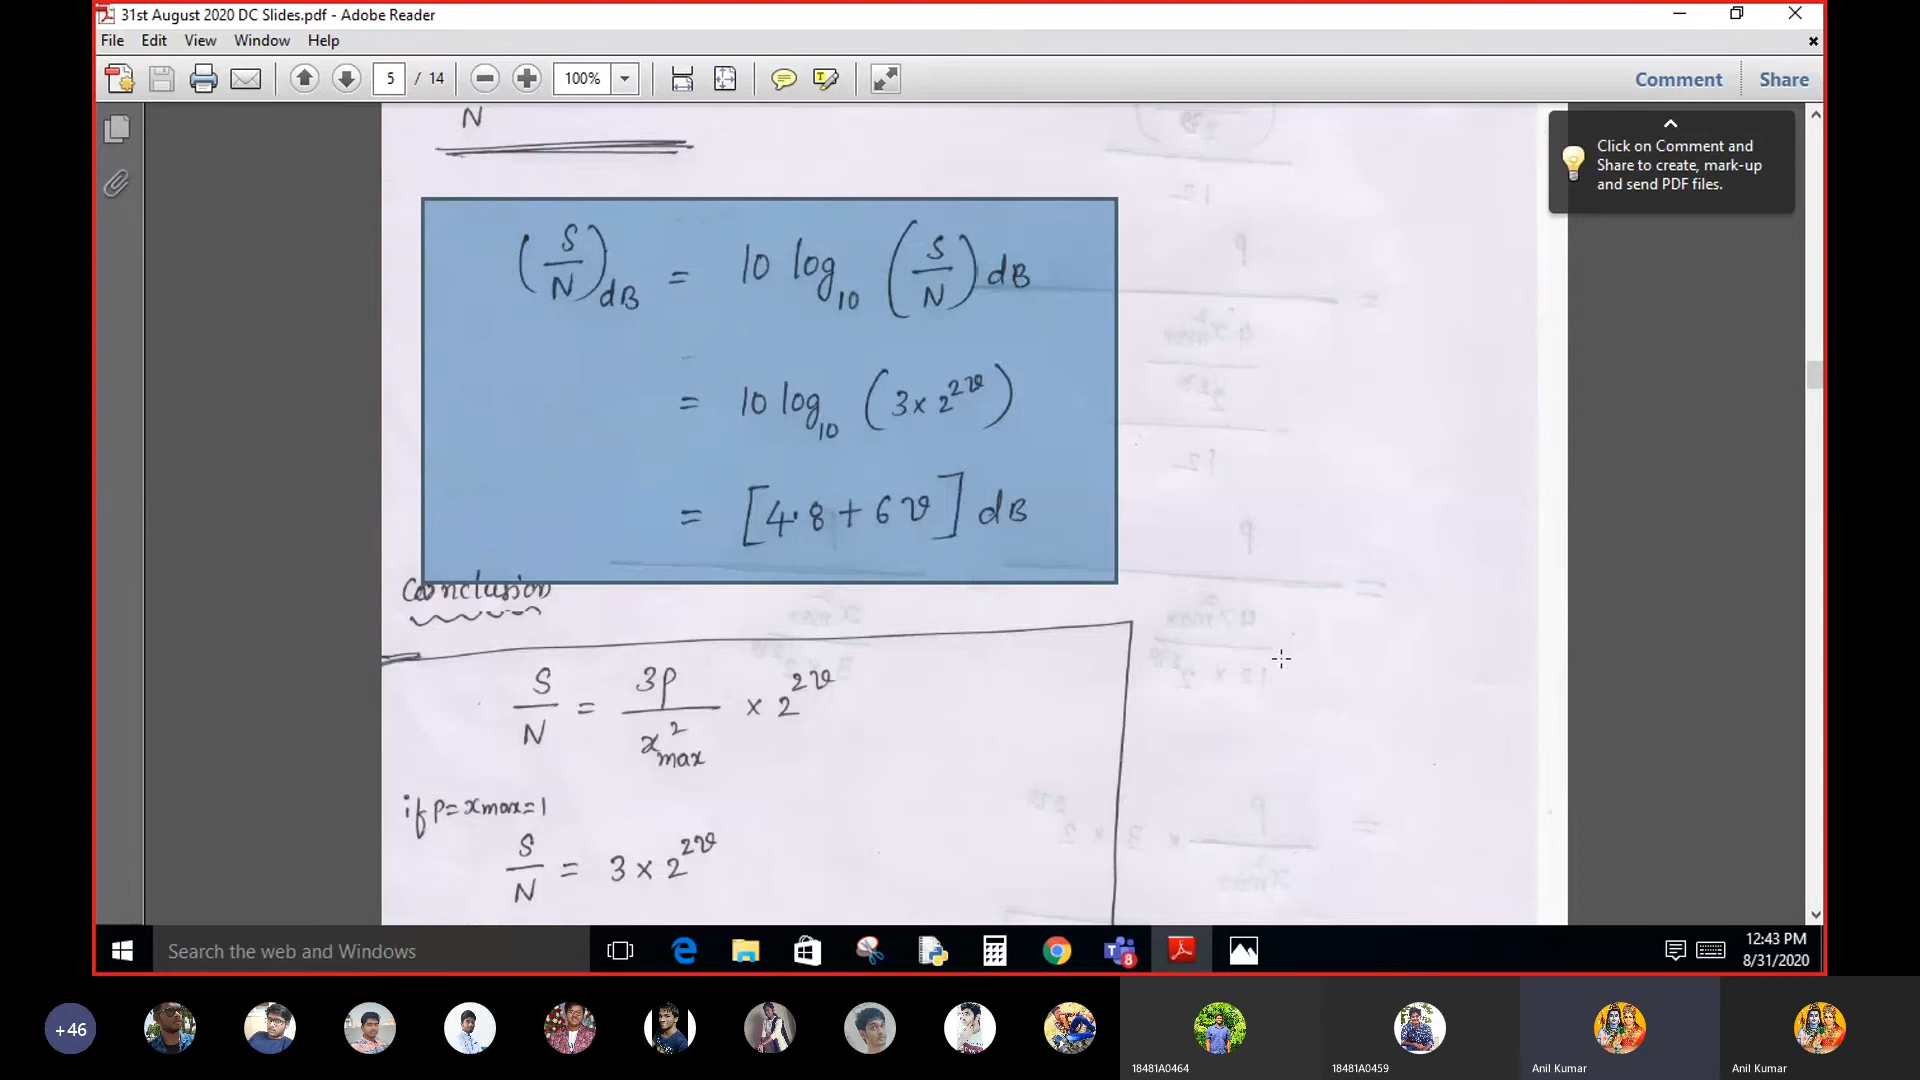 31st August 2020 DC Slides.pdf - Adobe Reader
File Edit View Window Help
5 / 14 100% Comment Share
Click on Comment and
Share to create, mark-up
and send PDF files.
N
(S/N)dB = 10 log10 (S/N) dB
= 10 log10 (3 × 2^2v)
= [4.8 + 6v] dB
Conclusion
S/N = 3P/x²max × 2^2v
if P = xmax = 1
S/N = 3 × 2^2v
Search the web and Windows
8
12:43 PM
8/31/2020
+46
18481A0464 18481A0459 Anil Kumar Anil Kumar